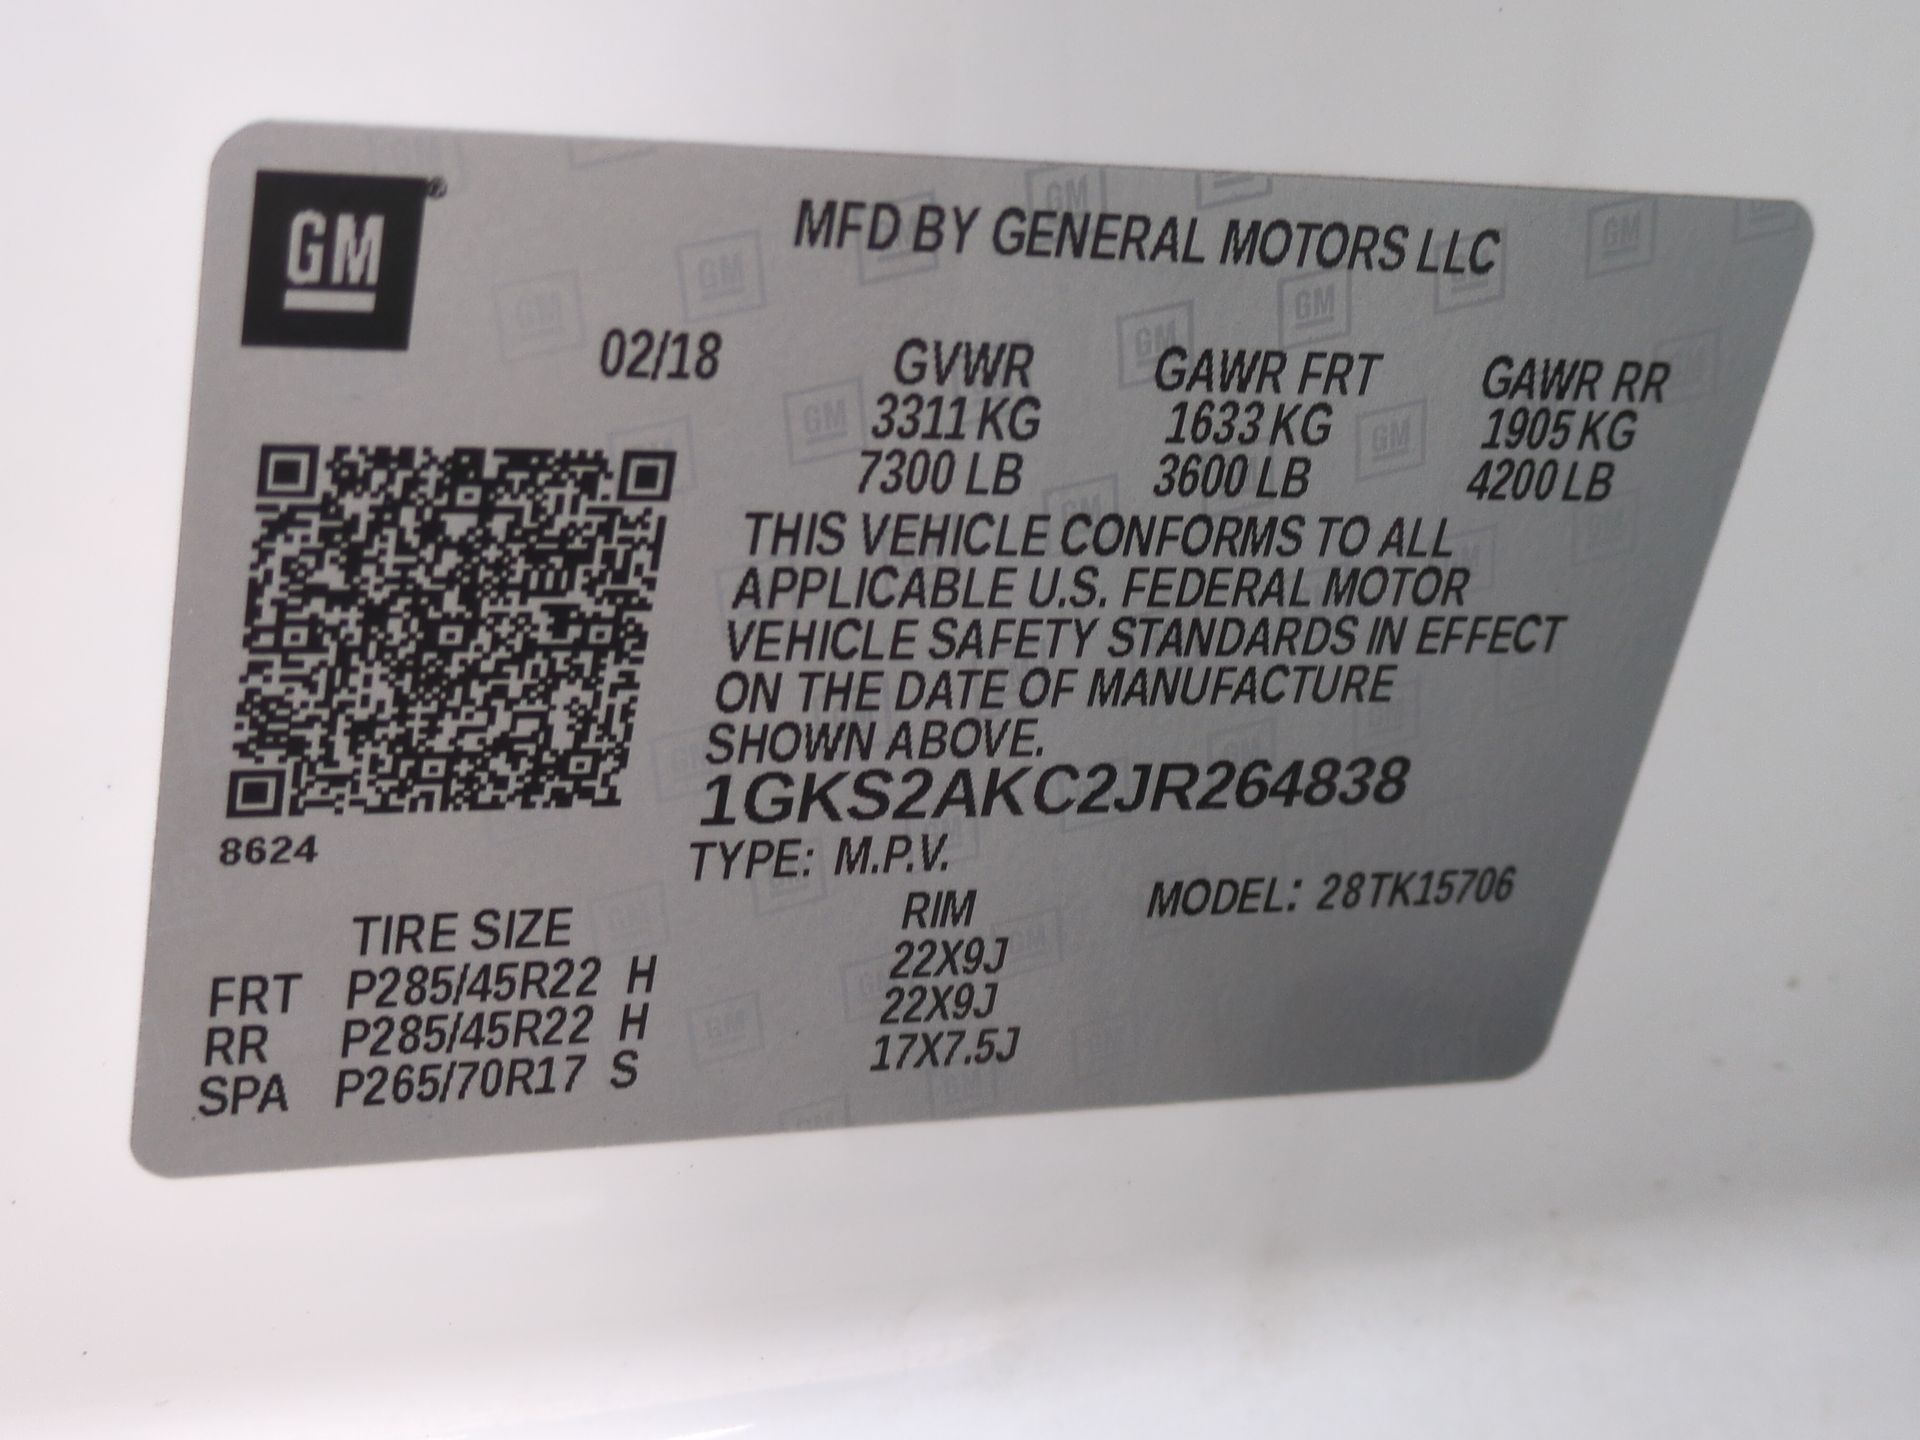 GM
MFD BY GENERAL MOTORS LLC
02/18 GVWR GAWR FRT GAWR RR
3311 KG 1633 KG 1905 KG
7300 LB 3600 LB 4200 LB
THIS VEHICLE CONFORMS TO ALL
APPLICABLE U.S. FEDERAL MOTOR
VEHICLE SAFETY STANDARDS IN EFFECT
ON THE DATE OF MANUFACTURE
SHOWN ABOVE.
1GKS2AKC2JR264838
8624
TYPE: M.P.V. MODEL: 28TK15706
TIRE SIZE RIM
FRT P285/45R22 H 22X9J
RR P285/45R22 H 22X9J
SPA P265/70R17 S 17X7.5J